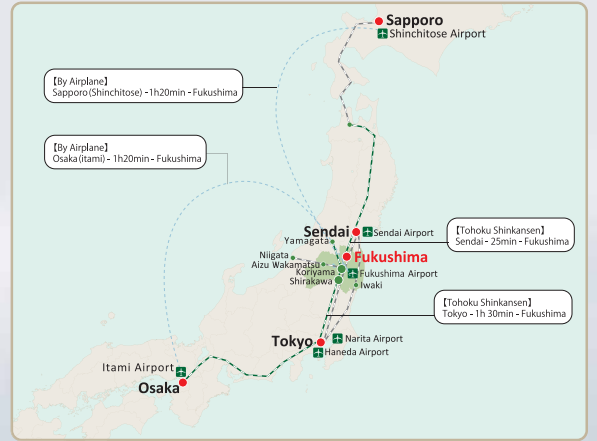 Sapporo
Shinchitose Airport
【By Airplane】
Sapporo (Shinchitose) – 1h20min – Fukushima
【By Airplane】
Osaka (itami) – 1h20min – Fukushima
Sendai
Sendai Airport
【Tohoku Shinkansen】
Sendai – 25min – Fukushima
Yamagata
Fukushima
Niigata
Aizu Wakamatsu
Koriyama
Fukushima Airport
Shirakawa
Iwaki
【Tohoku Shinkansen】
Tokyo – 1h 30min – Fukushima
Tokyo
Narita Airport
Haneda Airport
Itami Airport
Osaka